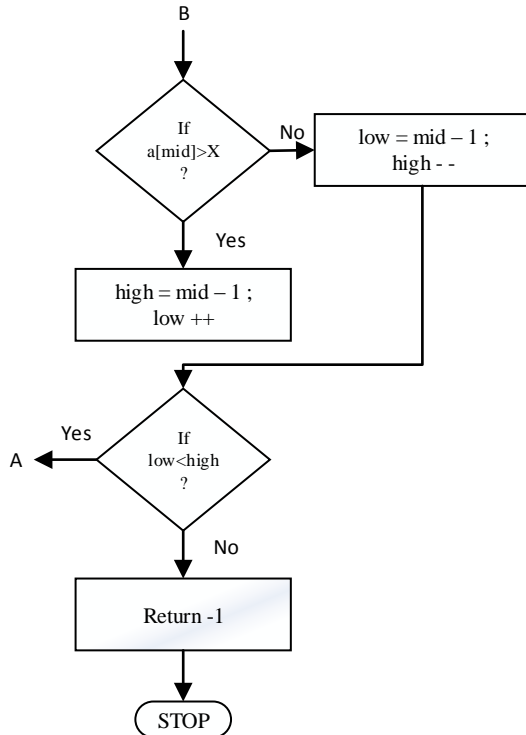 B
If
a[mid]>X
?
No
low = mid – 1 ;
high - -
Yes
high = mid – 1 ;
low ++
Yes
If
low<high
?
A
No
Return -1
STOP